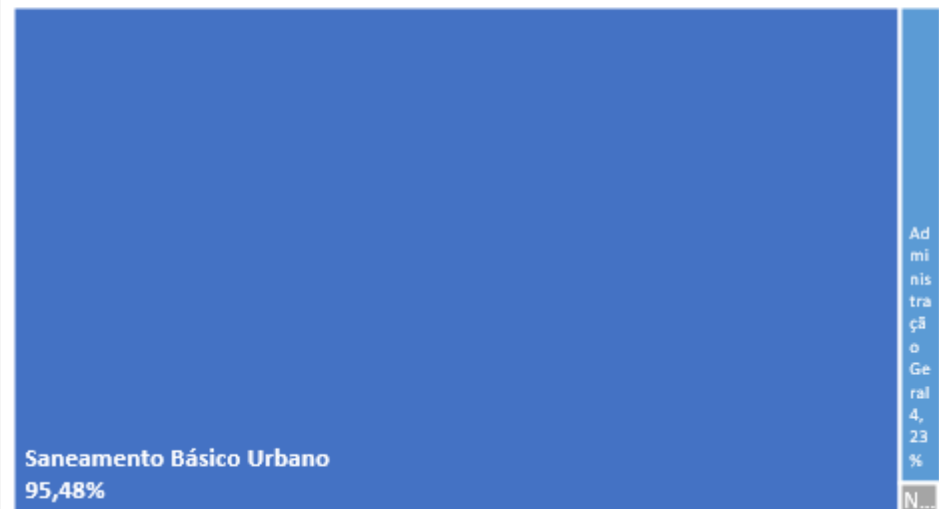 Saneamento Básico Urbano
95,48%
Ad
mi
nis
tra
çã
o
Ge
ral
4,
23
%
N...